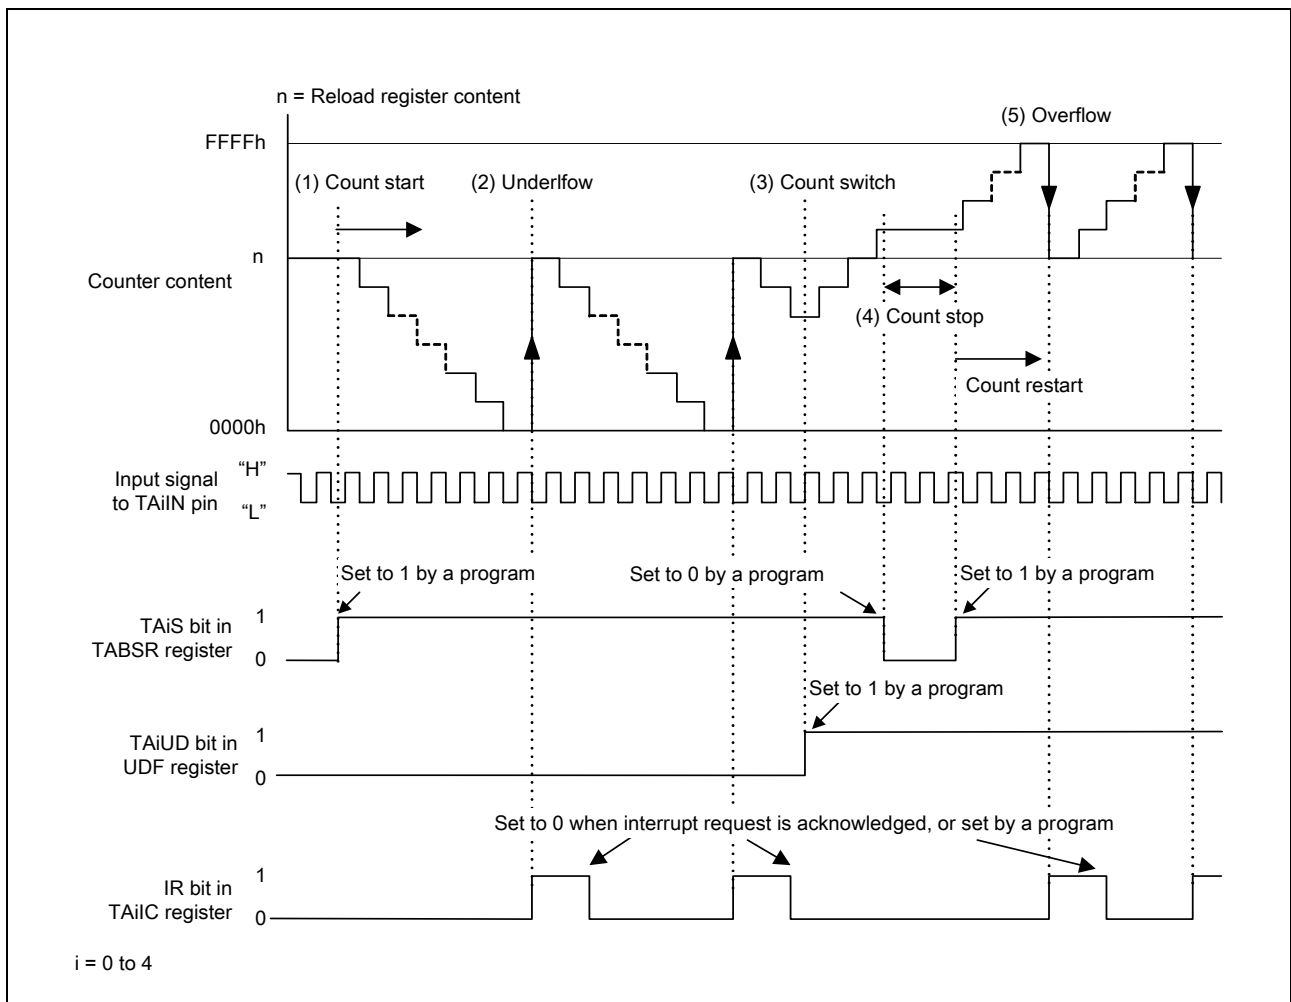 n = Reload register content
FFFFh
(5) Overflow
(1) Count start
(2) Underlfow
(3) Count switch
n
Counter content
(4) Count stop
Count restart
0000h
Input signal
to TAiIN pin
“H”
“L”
Set to 1 by a program
Set to 0 by a program
Set to 1 by a program
TAiS bit in
TABSR register
1
0
Set to 1 by a program
TAiUD bit in
UDF register
1
0
Set to 0 when interrupt request is acknowledged, or set by a program
IR bit in
TAiIC register
1
0
i = 0 to 4